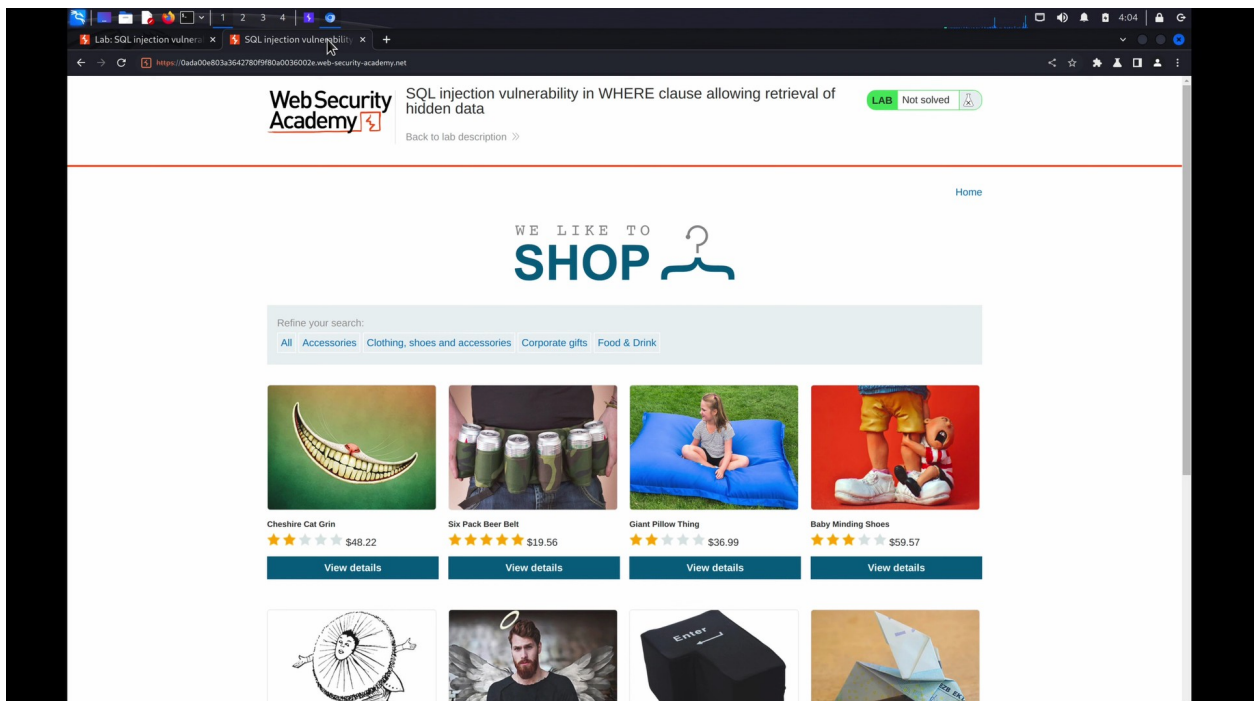 1 2 3 4
4:04
Lab: SQL injection vulnera
SQL injection vulnerability
https://0ada00e803a3642780f9f80a0036002e.web-security-academy.net
Web Security
Academy
SQL injection vulnerability in WHERE clause allowing retrieval of
hidden data
Back to lab description
LAB Not solved
Home
WE LIKE TO
SHOP
Refine your search:
All Accessories Clothing, shoes and accessories Corporate gifts Food & Drink
Cheshire Cat Grin
$48.22
View details
Six Pack Beer Belt
$19.56
View details
Giant Pillow Thing
$36.99
View details
Baby Minding Shoes
$59.57
View details
Enter